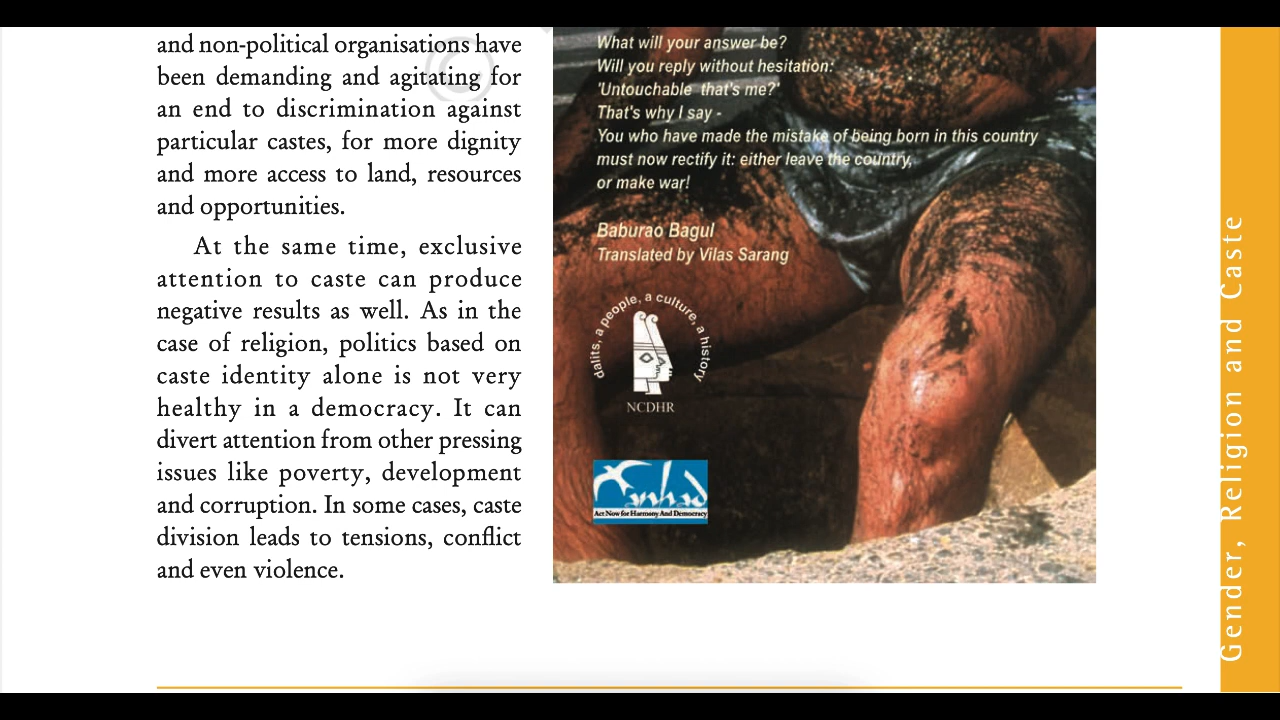 and non-political organisations have
been demanding and agitating for
an end to discrimination against
particular castes, for more dignity
and more access to land, resources
and opportunities.
At the same time, exclusive
attention to caste can produce
negative results as well. As in the
case of religion, politics based on
caste identity alone is not very
healthy in a democracy. It can
divert attention from other pressing
issues like poverty, development
and corruption. In some cases, caste
division leads to tensions, conflict
and even violence.
What will your answer be?
Will you reply without hesitation:
'Untouchable that's me?'
That's why I say -
You who have made the mistake of being born in this country
must now rectify it: either leave the country,
or make war!
Baburao Bagul
Translated by Vilas Sarang
dalits, a people, a culture, a history
NCDHR
Anhad
Act Now for Harmony And Democracy
Gender, Religion and Caste